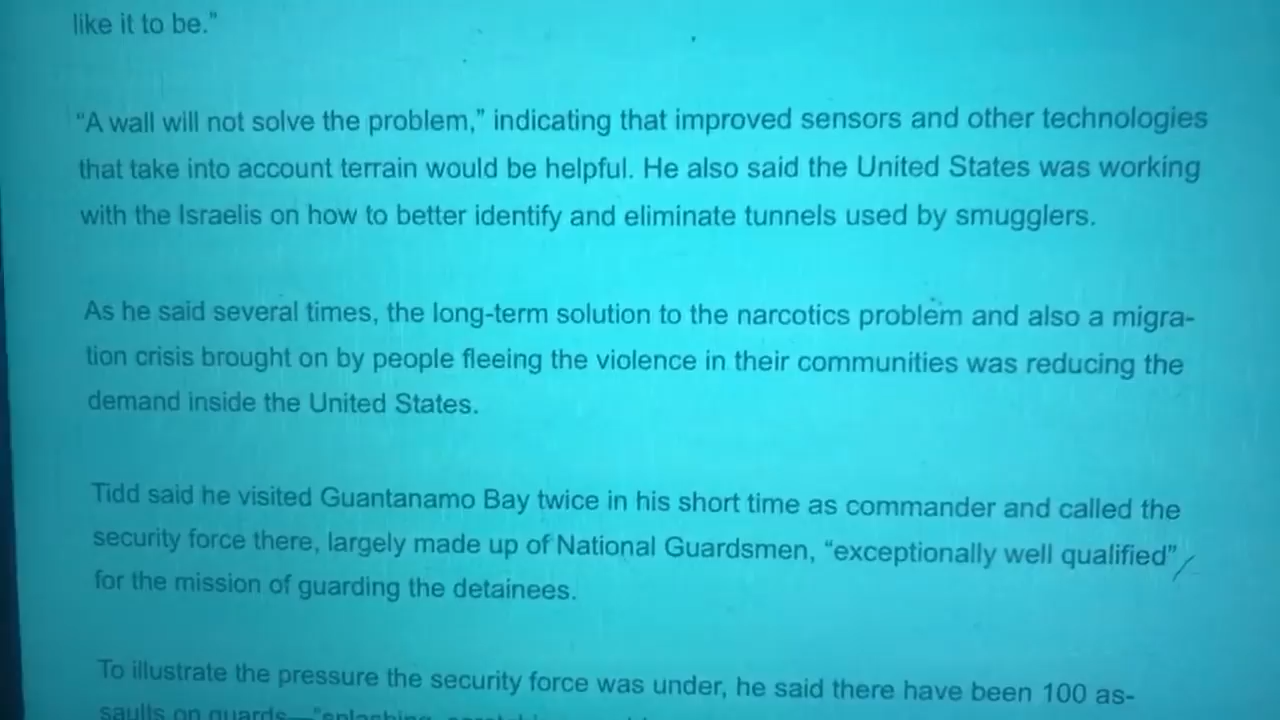 like it to be."
“A wall will not solve the problem,” indicating that improved sensors and other technologies
that take into account terrain would be helpful. He also said the United States was working
with the Israelis on how to better identify and eliminate tunnels used by smugglers.
As he said several times, the long-term solution to the narcotics problem and also a migra-
tion crisis brought on by people fleeing the violence in their communities was reducing the
demand inside the United States.
Tidd said he visited Guantanamo Bay twice in his short time as commander and called the
security force there, largely made up of National Guardsmen, “exceptionally well qualified”
for the mission of guarding the detainees.
To illustrate the pressure the security force was under, he said there have been 100 as-
saults on guards—“splashing,